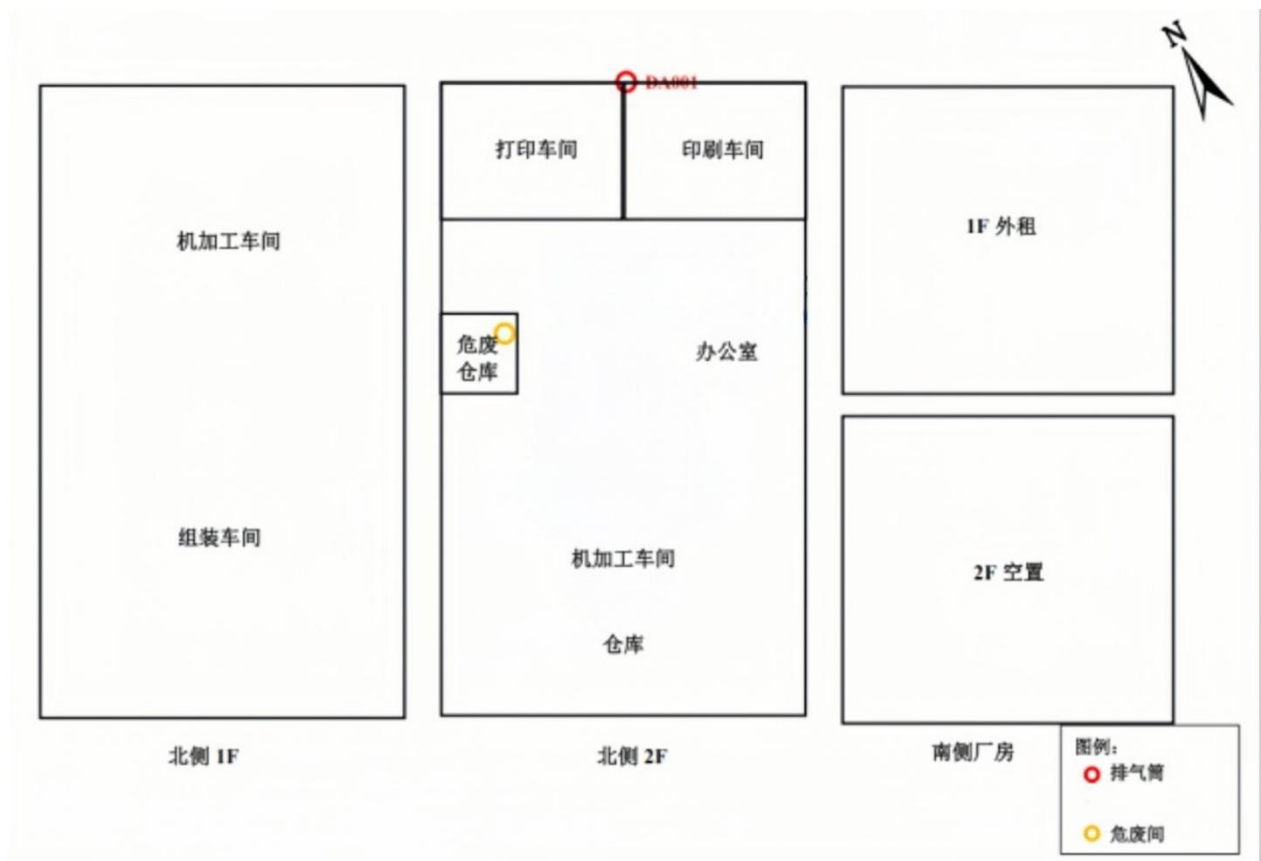 N
DA001
打印车间
印刷车间
机加工车间
1F 外租
危废
仓库
办公室
组装车间
机加工车间
2F 空置
仓库
北侧 1F
北侧 2F
南侧厂房
图例：
排气筒
危废间